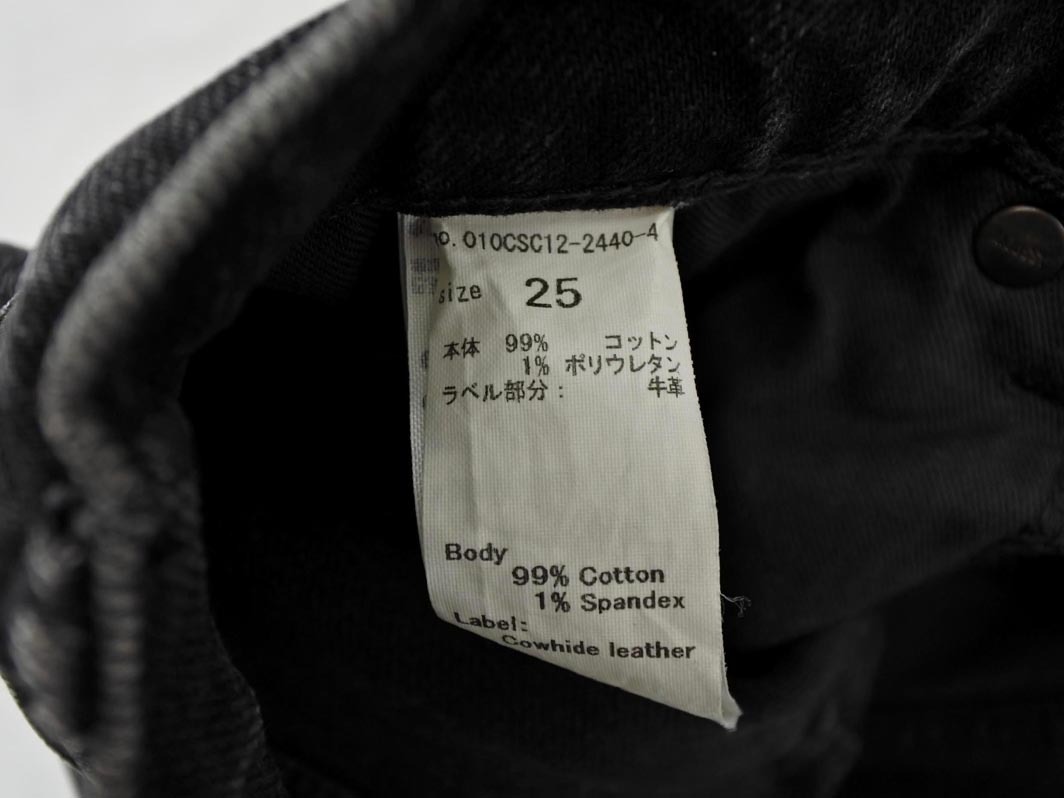 no. 010CSC12-2440-4
size 25
本体 99% コットン
1% ポリウレタン
ラベル部分: 牛革
Body
99% Cotton
1% Spandex
Label:
Cowhide leather